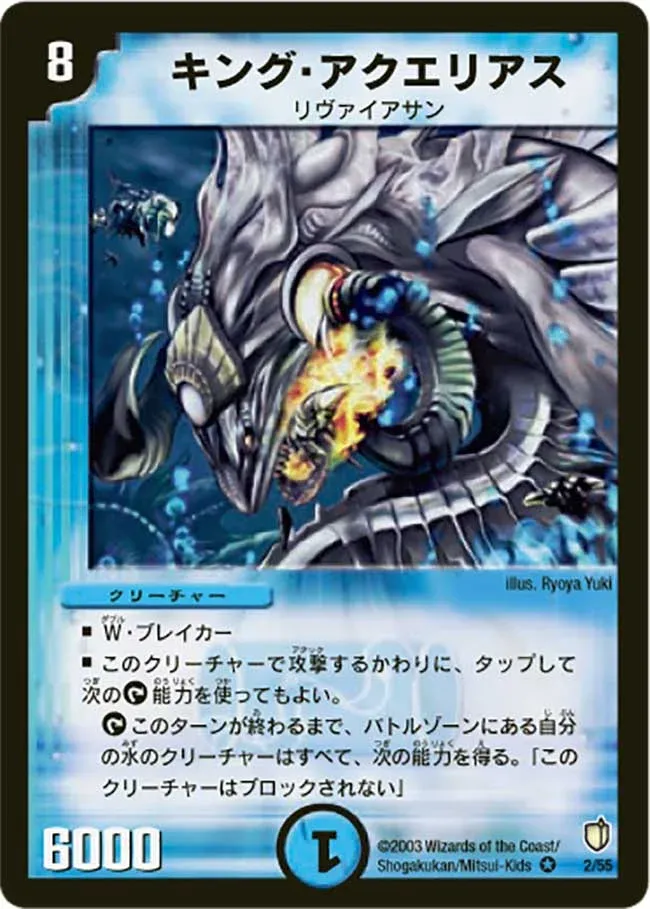 8
キング・アクエリアス
リヴァイアサン
illus. Ryoya Yuki
クリーチャー
■ W・ブレイカー
■ このクリーチャーで攻撃するかわりに、タップして
次の能力を使ってもよい。
このターンが終わるまで、バトルゾーンにある自分
の水のクリーチャーはすべて、次の能力を得る。「この
クリーチャーはブロックされない」
6000
1
©2003 Wizards of the Coast/
Shogakukan/Mitsui-Kids
2/55